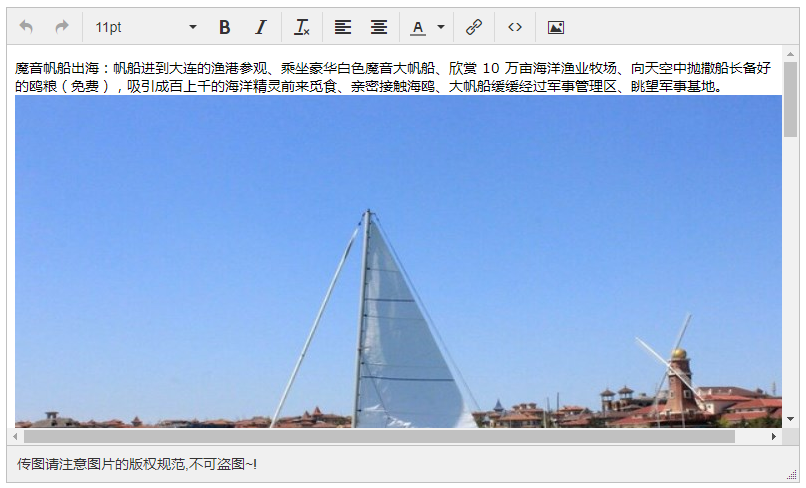 11pt
B I Tx A
魔音帆船出海：帆船进到大连的渔港参观、乘坐豪华白色魔音大帆船、欣赏 10 万亩海洋渔业牧场、向天空中抛撒船长备好
的鸥粮（免费），吸引成百上千的海洋精灵前来觅食、亲密接触海鸥、大帆船缓缓经过军事管理区、眺望军事基地。
传图请注意图片的版权规范,不可盗图~!